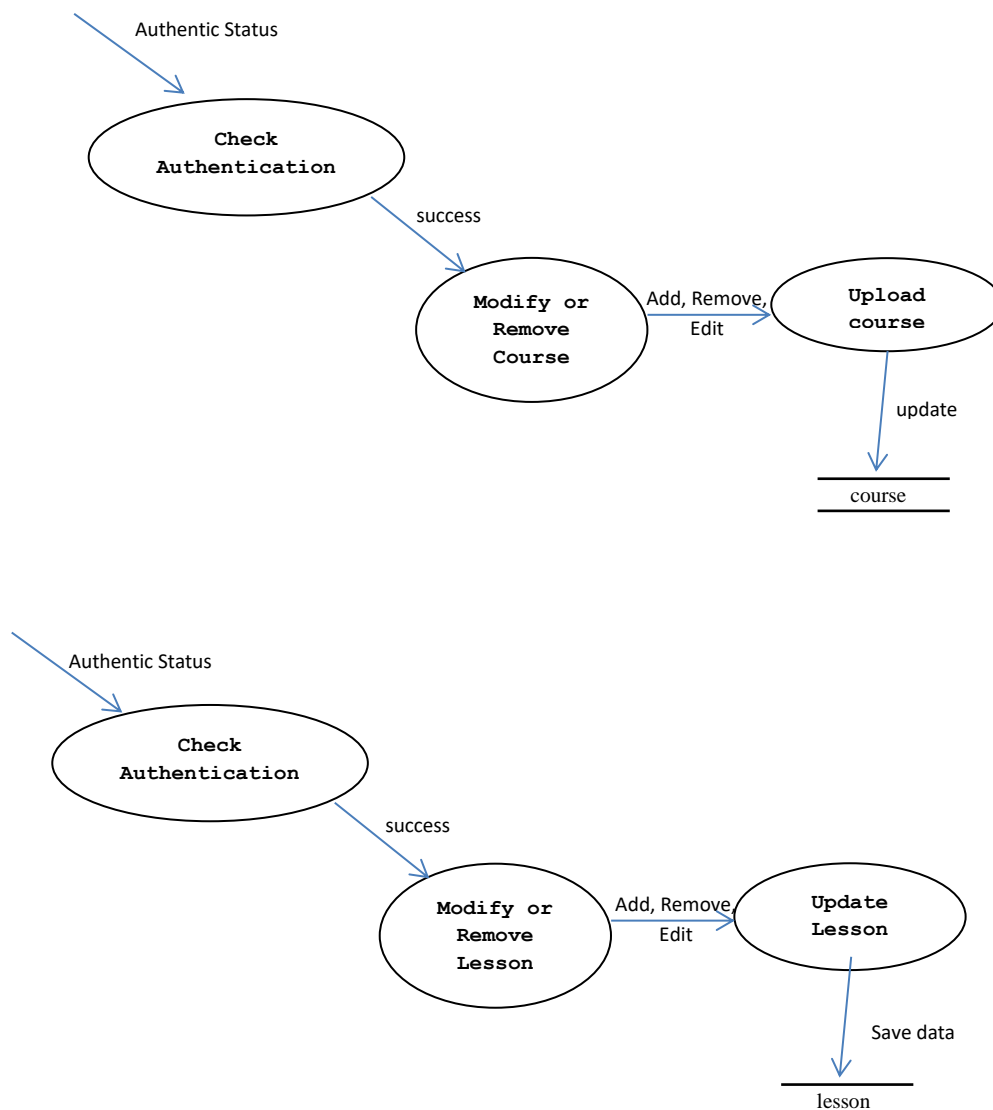 Authentic Status
Check
Authentication
success
Modify or
Remove
Course
Add, Remove,
Edit
Upload
course
update
course
Authentic Status
Check
Authentication
success
Modify or
Remove
Lesson
Add, Remove,
Edit
Update
Lesson
Save data
lesson